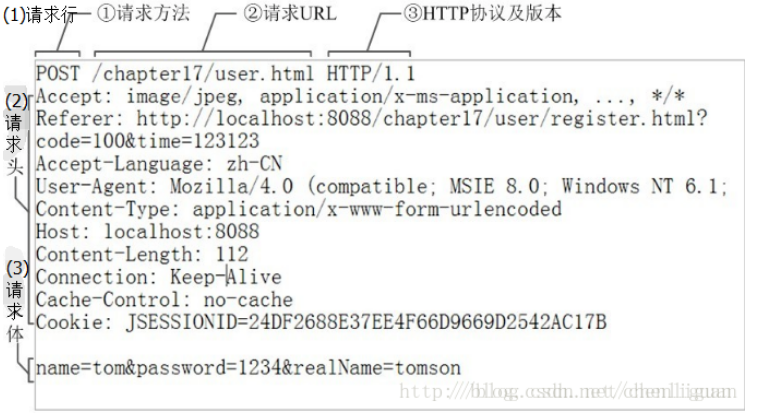 (1)请求行 ①请求方法 ②请求URL ③HTTP协议及版本
POST /chapter17/user.html HTTP/1.1
(2)请求头
Accept: image/jpeg, application/x-ms-application, ..., */*
Referer: http://localhost:8088/chapter17/user/register.html?
code=100&time=123123
Accept-Language: zh-CN
User-Agent: Mozilla/4.0 (compatible; MSIE 8.0; Windows NT 6.1;
Content-Type: application/x-www-form-urlencoded
Host: localhost:8088
Content-Length: 112
Connection: Keep-Alive
Cache-Control: no-cache
Cookie: JSESSIONID=24DF2688E37EE4F66D9669D2542AC17B
(3)请求体
name=tom&password=1234&realName=tomson
http://blog.csdn.net/chenliguan